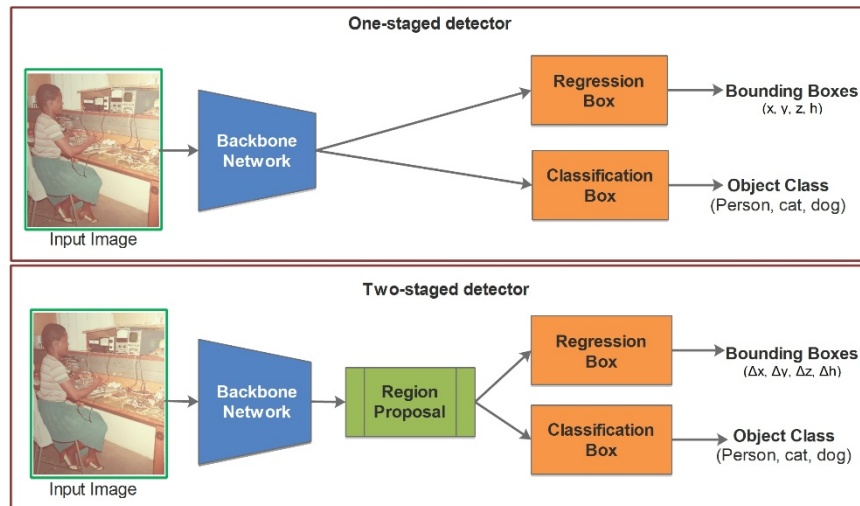 One-staged detector
Regression
Box
Bounding Boxes
(x, y, z, h)
Backbone
Network
Classification
Box
Object Class
(Person, cat, dog)
Input Image
Two-staged detector
Regression
Box
Bounding Boxes
(Δx, Δy, Δz, Δh)
Backbone
Network
Region
Proposal
Classification
Box
Object Class
(Person, cat, dog)
Input Image